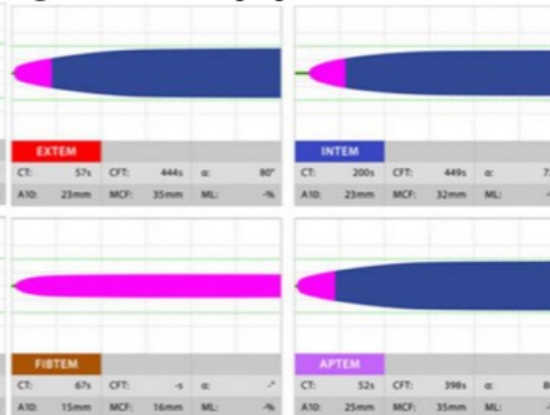 EXTEM
CT: 57s CFT: 444s α: 80°
A10: 23mm MCF: 35mm ML: -%
INTEM
CT: 200s CFT: 449s α:
A10: 23mm MCF: 32mm ML:
FIBTEM
CT: 67s CFT: -s α: -°
A10: 15mm MCF: 16mm ML: -%
APTEM
CT: 52s CFT: 398s α:
A10: 25mm MCF: 35mm ML: